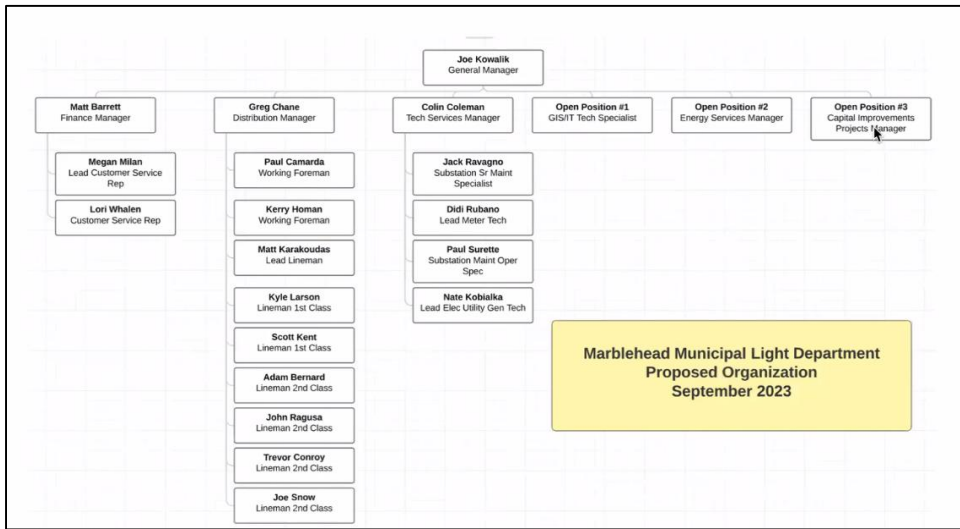 Joe Kowalik
General Manager
Matt Barrett
Finance Manager
Greg Chane
Distribution Manager
Colin Coleman
Tech Services Manager
Open Position #1
GIS/IT Tech Specialist
Open Position #2
Energy Services Manager
Open Position #3
Capital Improvements
Projects Manager
Megan Milan
Lead Customer Service
Rep
Lori Whalen
Customer Service Rep
Paul Camarda
Working Foreman
Kerry Homan
Working Foreman
Matt Karakoudas
Lead Lineman
Kyle Larson
Lineman 1st Class
Scott Kent
Lineman 1st Class
Adam Bernard
Lineman 2nd Class
John Ragusa
Lineman 2nd Class
Trevor Conroy
Lineman 2nd Class
Joe Snow
Lineman 2nd Class
Jack Ravagno
Substation Sr Maint
Specialist
Didi Rubano
Lead Meter Tech
Paul Surette
Substation Maint Oper
Spec
Nate Kobialka
Lead Elec Utility Gen Tech
Marblehead Municipal Light Department
Proposed Organization
September 2023